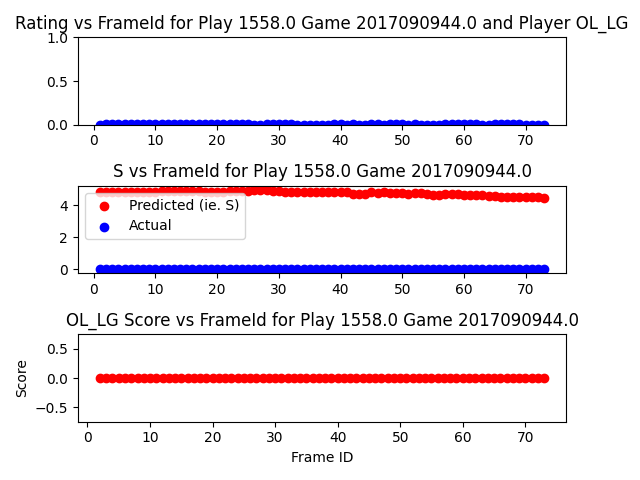 Rating vs FrameId for Play 1558.0 Game 2017090944.0 and Player OL_LG
1.0
0.5
0.0
0 10 20 30 40 50 60 70
S vs FrameId for Play 1558.0 Game 2017090944.0
4
2
0
Predicted (ie. S)
Actual
0 10 20 30 40 50 60 70
OL_LG Score vs FrameId for Play 1558.0 Game 2017090944.0
Score
0.5
0.0
−0.5
0 10 20 30 40 50 60 70
Frame ID